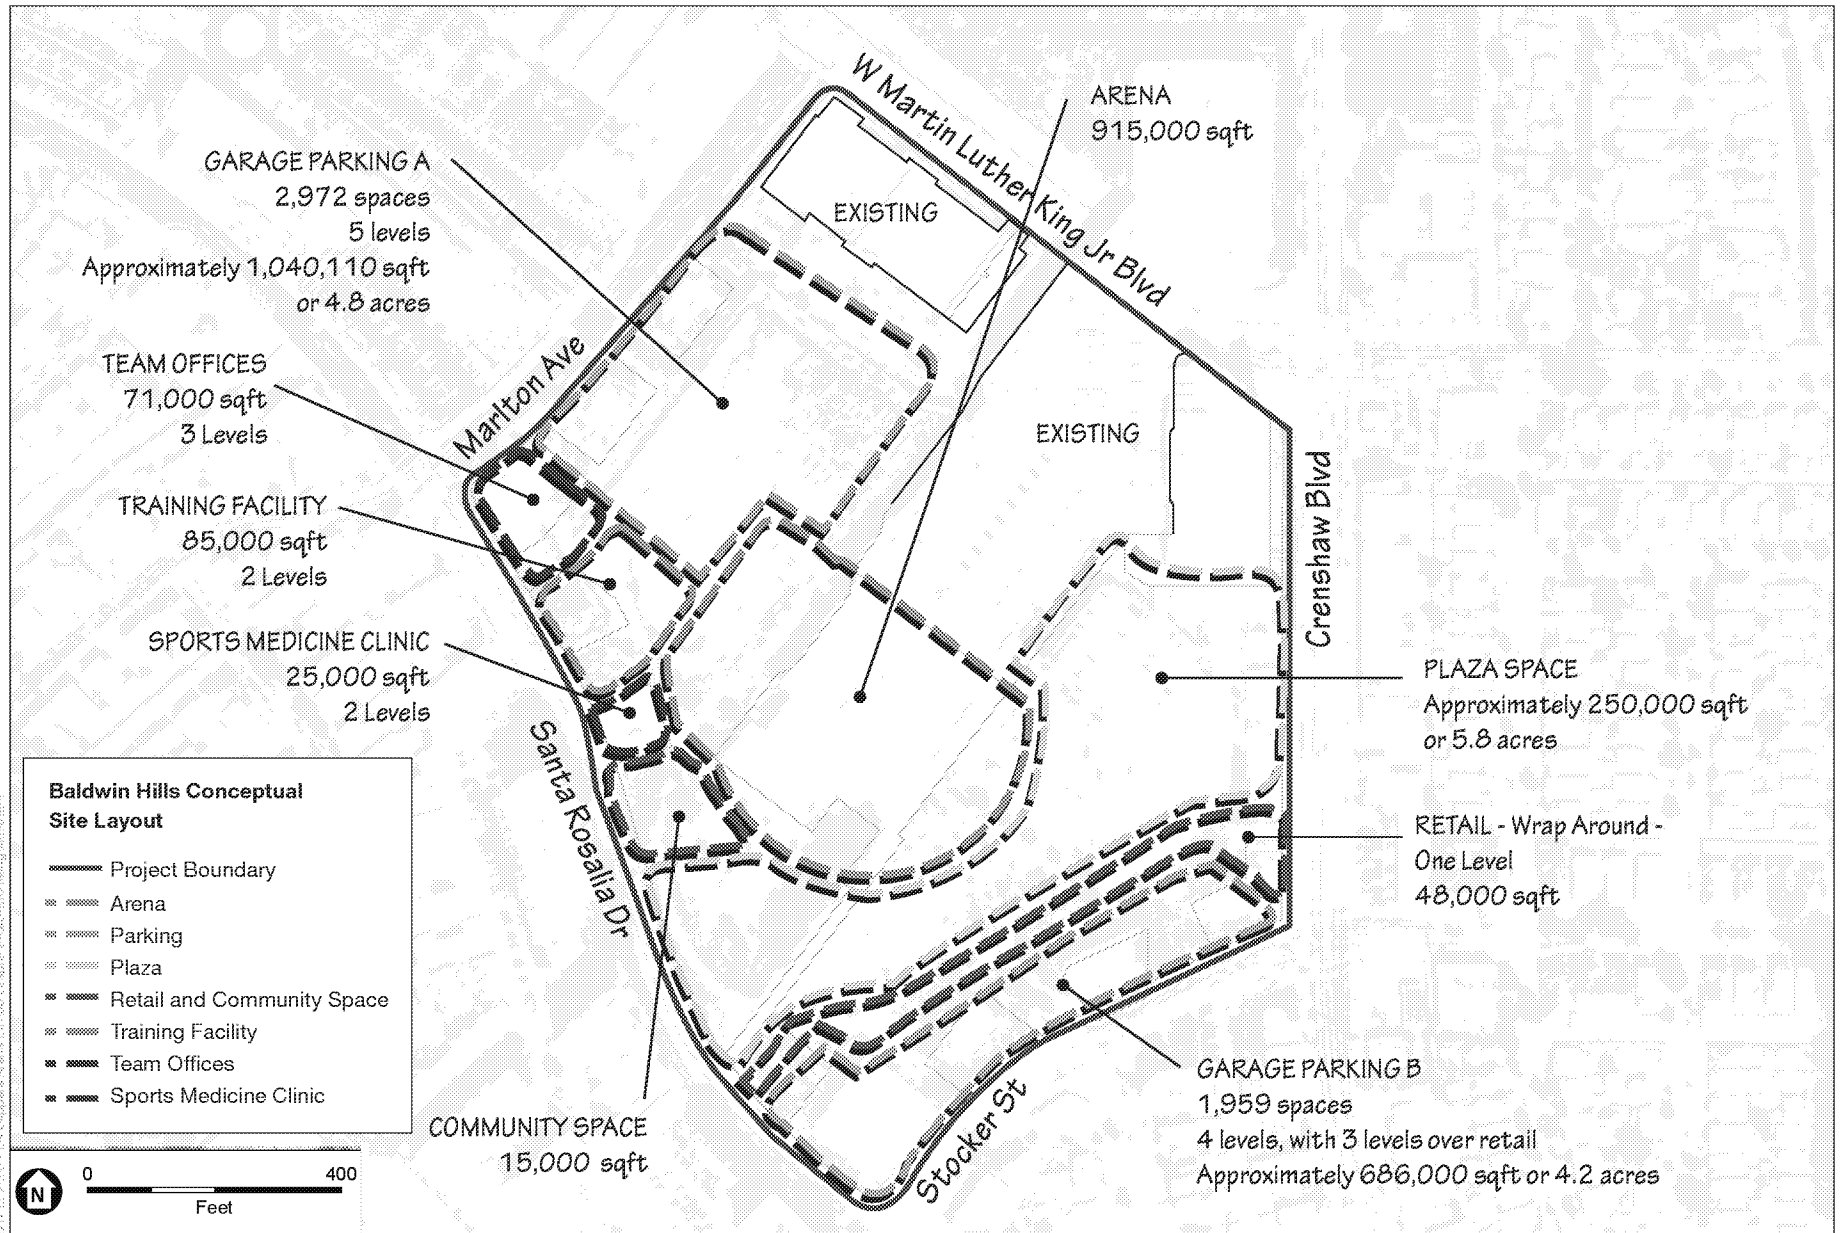 W Martin Luther King Jr Blvd
ARENA
915,000 sqft
GARAGE PARKING A
2,972 spaces
5 levels
Approximately 1,040,110 sqft
or 4.8 acres
EXISTING
TEAM OFFICES
71,000 sqft
3 Levels
Marlton Ave
EXISTING
Crenshaw Blvd
TRAINING FACILITY
85,000 sqft
2 Levels
SPORTS MEDICINE CLINIC
25,000 sqft
2 Levels
PLAZA SPACE
Approximately 250,000 sqft
or 5.8 acres
Santa Rosalia Dr
RETAIL - Wrap Around -
One Level
48,000 sqft
Baldwin Hills Conceptual
Site Layout
Project Boundary
Arena
Parking
Plaza
Retail and Community Space
Training Facility
Team Offices
Sports Medicine Clinic
COMMUNITY SPACE
15,000 sqft
Stocker St
GARAGE PARKING B
1,959 spaces
4 levels, with 3 levels over retail
Approximately 686,000 sqft or 4.2 acres
N
0 400
Feet